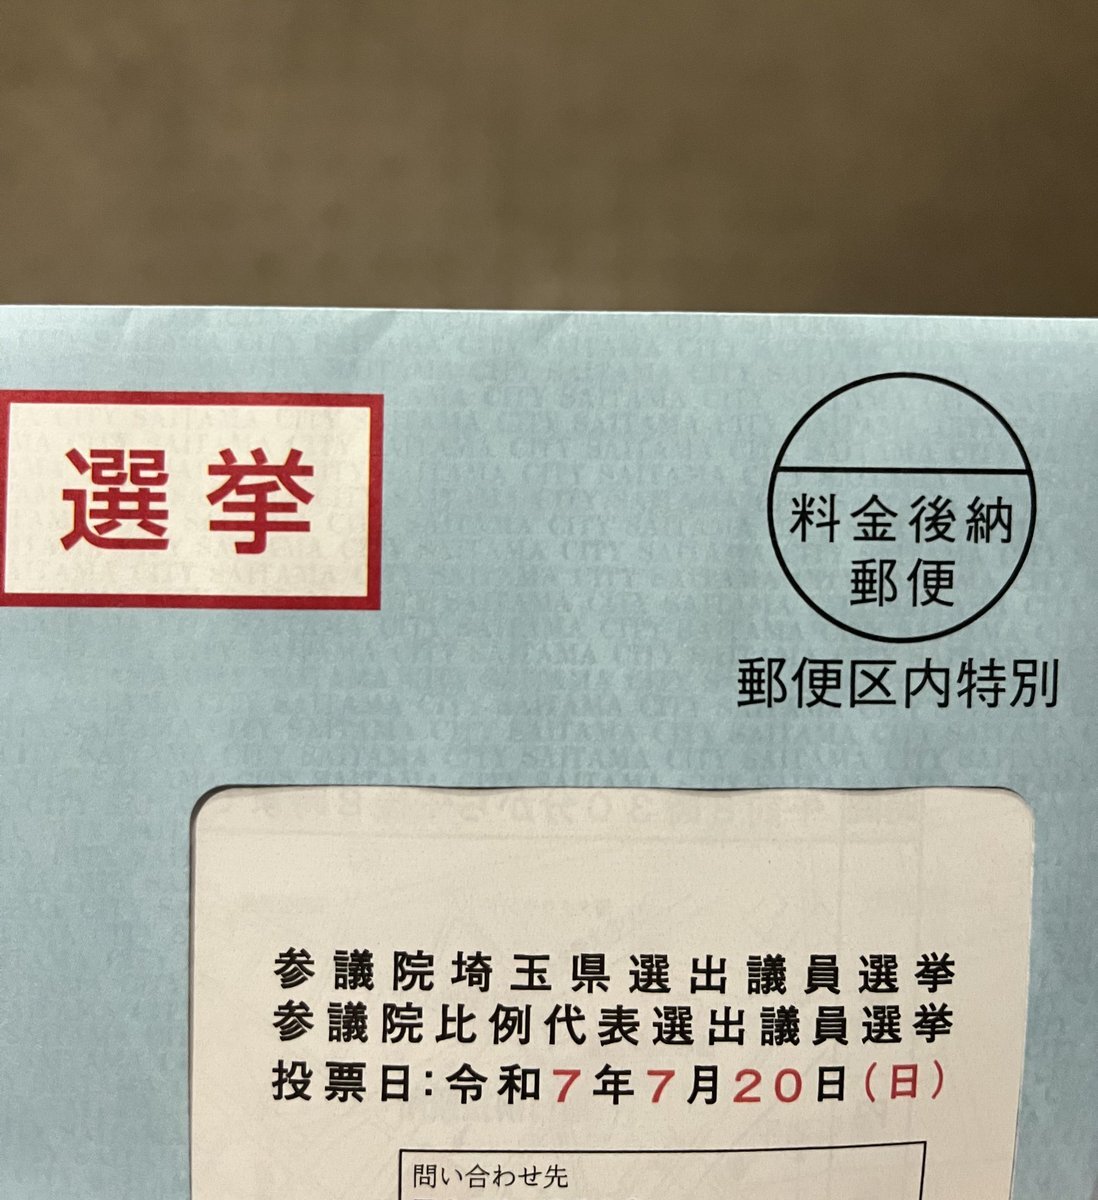 選挙
料金後納
郵便
郵便区内特別
参議院埼玉県選出議員選挙
参議院比例代表選出議員選挙
投票日:令和7年7月20日(日)
問い合わせ先